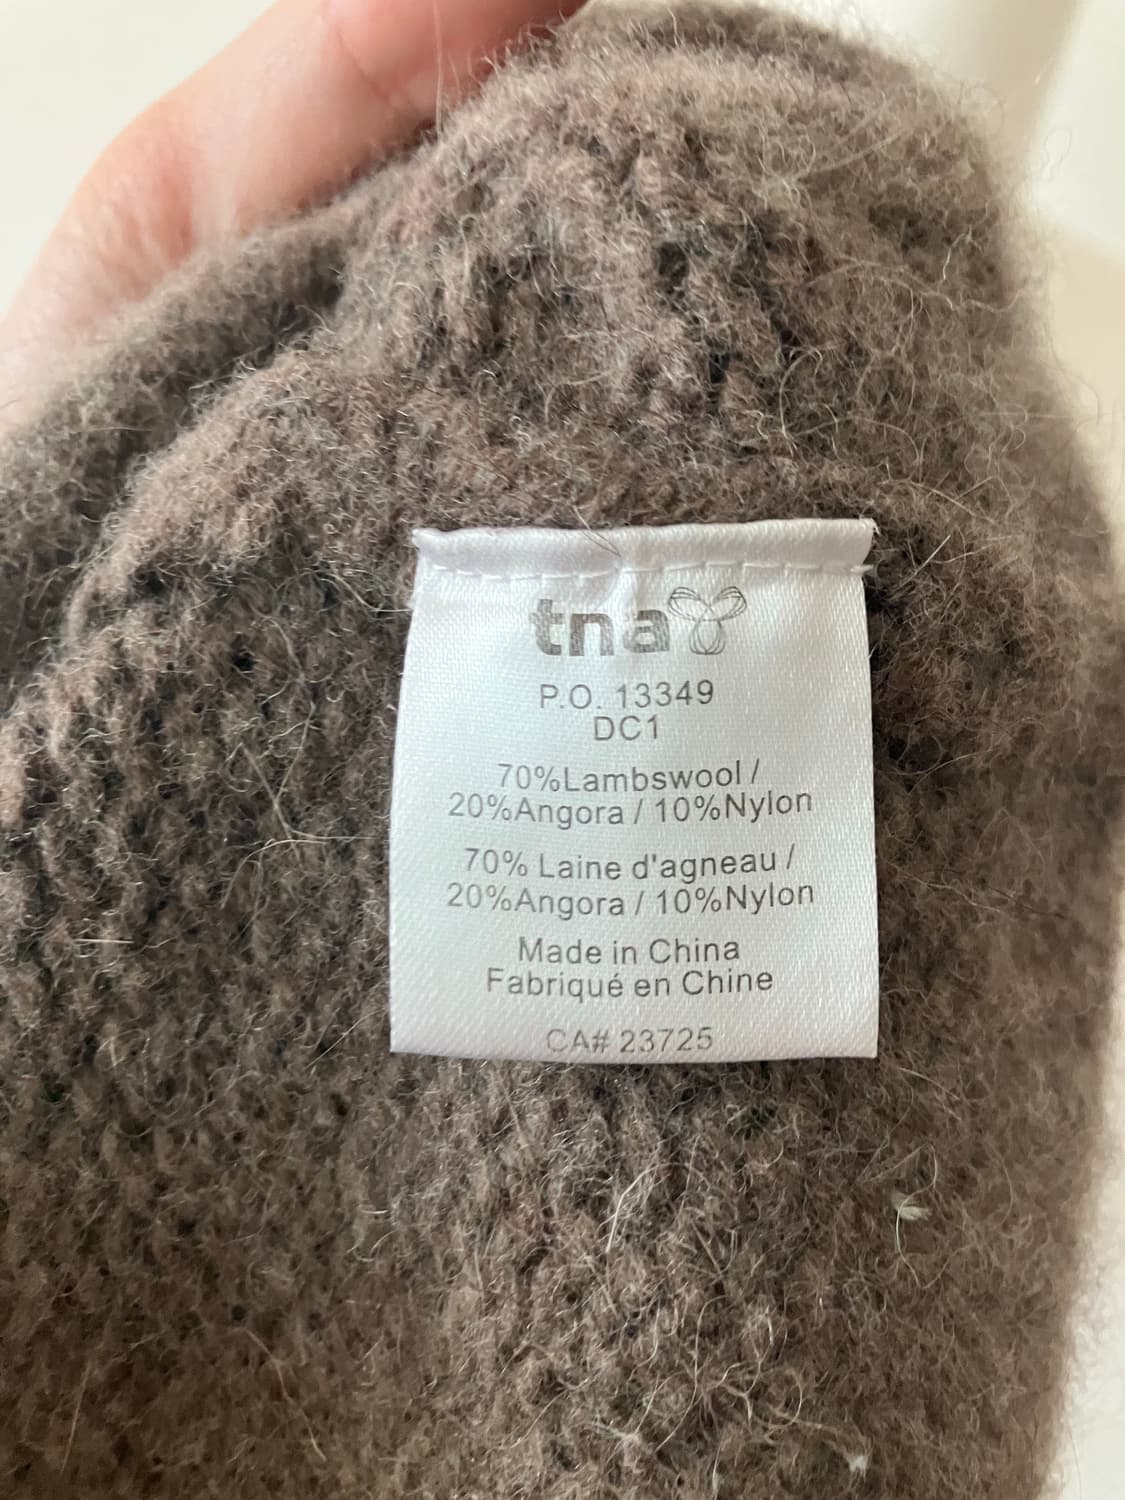 tna
P.O. 13349
DC1
70%Lambswool /
20%Angora / 10%Nylon
70% Laine d'agneau /
20%Angora / 10%Nylon
Made in China
Fabriqué en Chine
CA# 23725